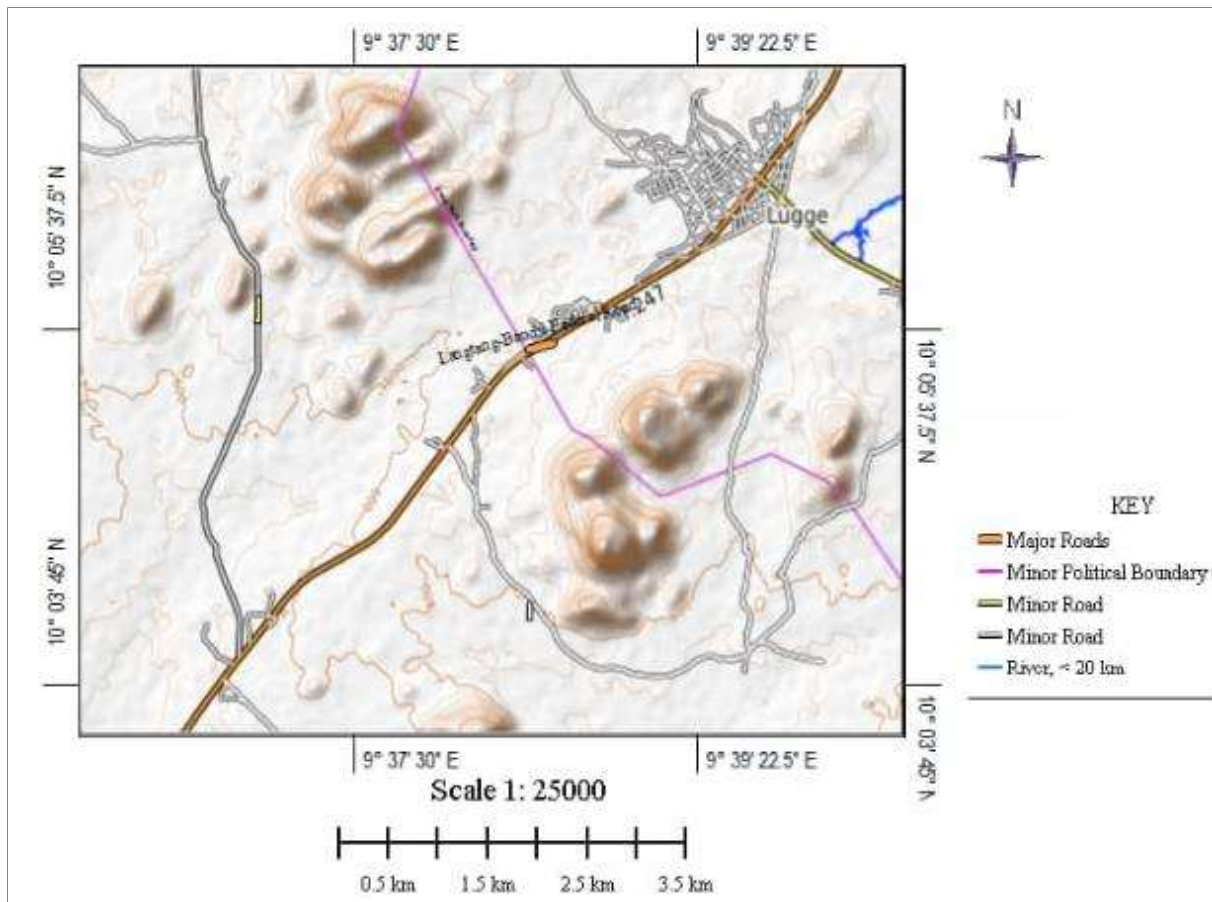 9° 37' 30" E
9° 39' 22.5" E
N
10° 05' 37.5" N
Lugge
247
10° 05' 37.5" N
KEY
Major Roads
Minor Political Boundary
10° 03' 45" N
Minor Road
Minor Road
River, < 20 km
10° 03' 45" N
9° 37' 30" E
9° 39' 22.5" E
Scale 1: 25000
0.5 km
1.5 km
2.5 km
3.5 km